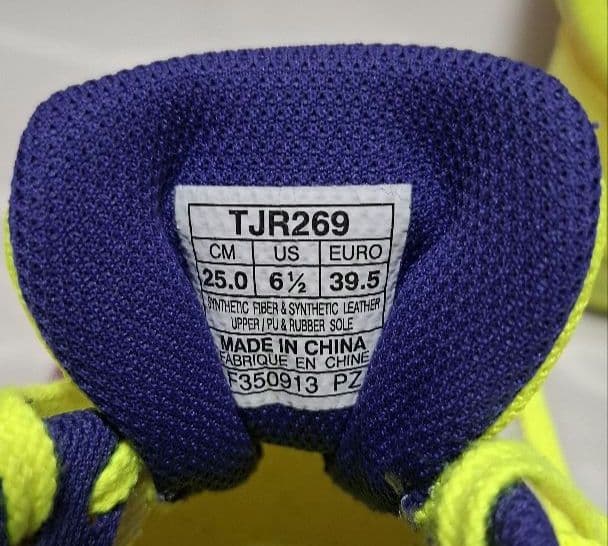 TJR269
CM US EURO
25.0 6½ 39.5
SYNTHETIC FIBER & SYNTHETIC LEATHER
UPPER / PU & RUBBER SOLE
MADE IN CHINA
FABRIQUE EN CHINE
F350913 PZ